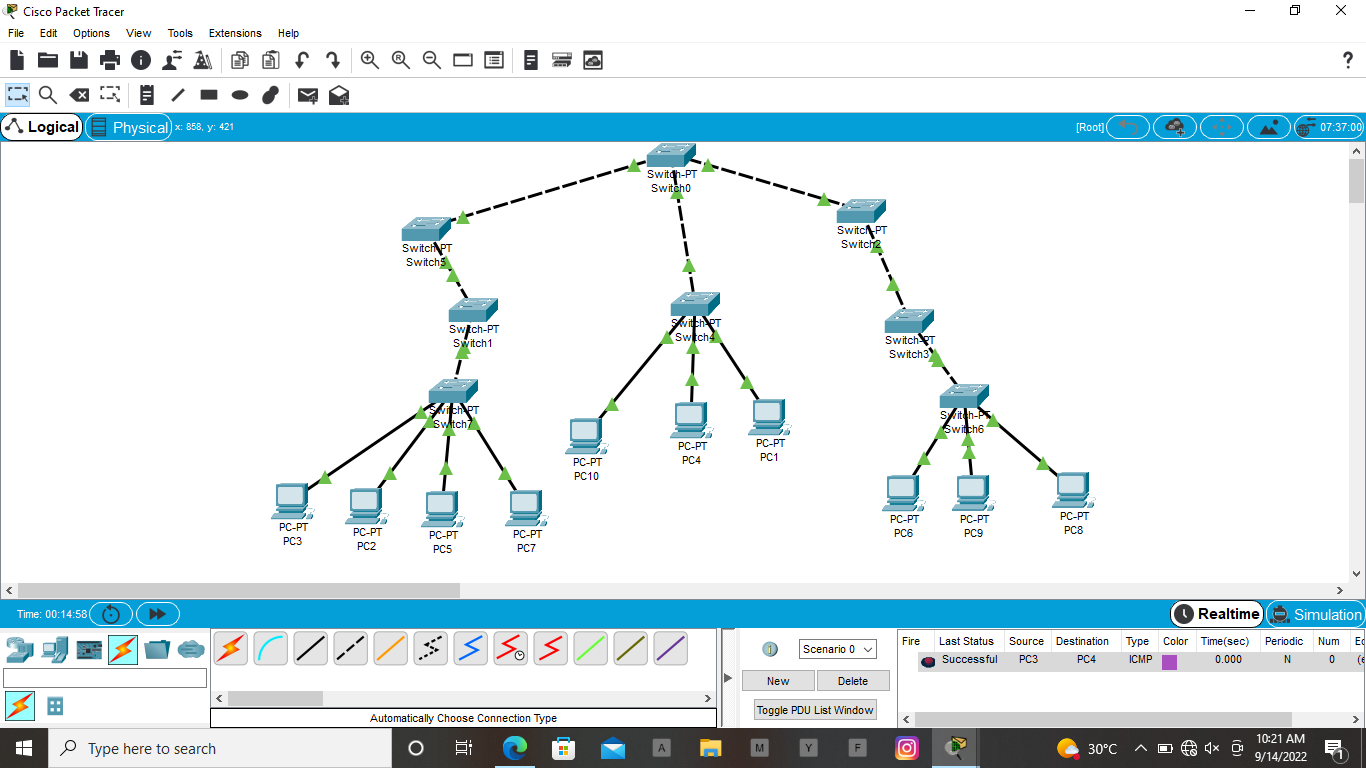 Cisco Packet Tracer
File Edit Options View Tools Extensions Help
?
Logical Physical x: 858, y: 421 [Root] 07:37:00
Switch-PT
Switch0
Switch-PT
Switch5
Switch-PT
Switch2
Switch-PT
Switch1
Switch-PT
Switch4
Switch-PT
Switch3
Switch-PT
Switch7
Switch-PT
Switch6
PC-PT
PC10
PC-PT
PC4
PC-PT
PC1
PC-PT
PC3
PC-PT
PC2
PC-PT
PC5
PC-PT
PC7
PC-PT
PC6
PC-PT
PC9
PC-PT
PC8
Time: 00:14:58 Realtime Simulation
Scenario 0
New Delete
Toggle PDU List Window
Fire Last Status Source Destination Type Color Time(sec) Periodic Num
Successful PC3 PC4 ICMP 0.000 N 0 (e
Automatically Choose Connection Type
Type here to search
A M Y F
30°C
10:21 AM
9/14/2022
1